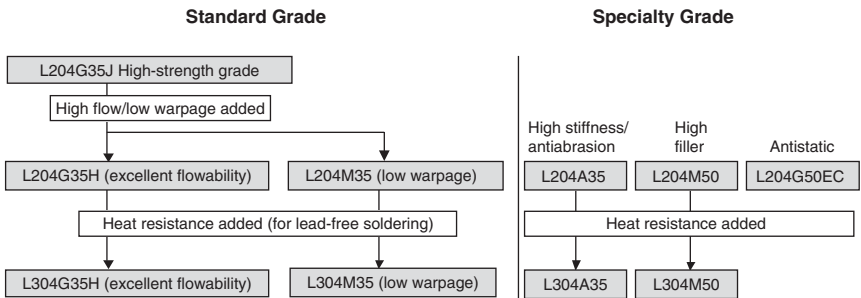 Standard Grade
Specialty Grade
L204G35J High-strength grade
High flow/low warpage added
High stiffness/
antiabrasion
High
filler
Antistatic
L204G35H (excellent flowability)
L204M35 (low warpage)
L204A35
L204M50
L204G50EC
Heat resistance added (for lead-free soldering)
Heat resistance added
L304G35H (excellent flowability)
L304M35 (low warpage)
L304A35
L304M50